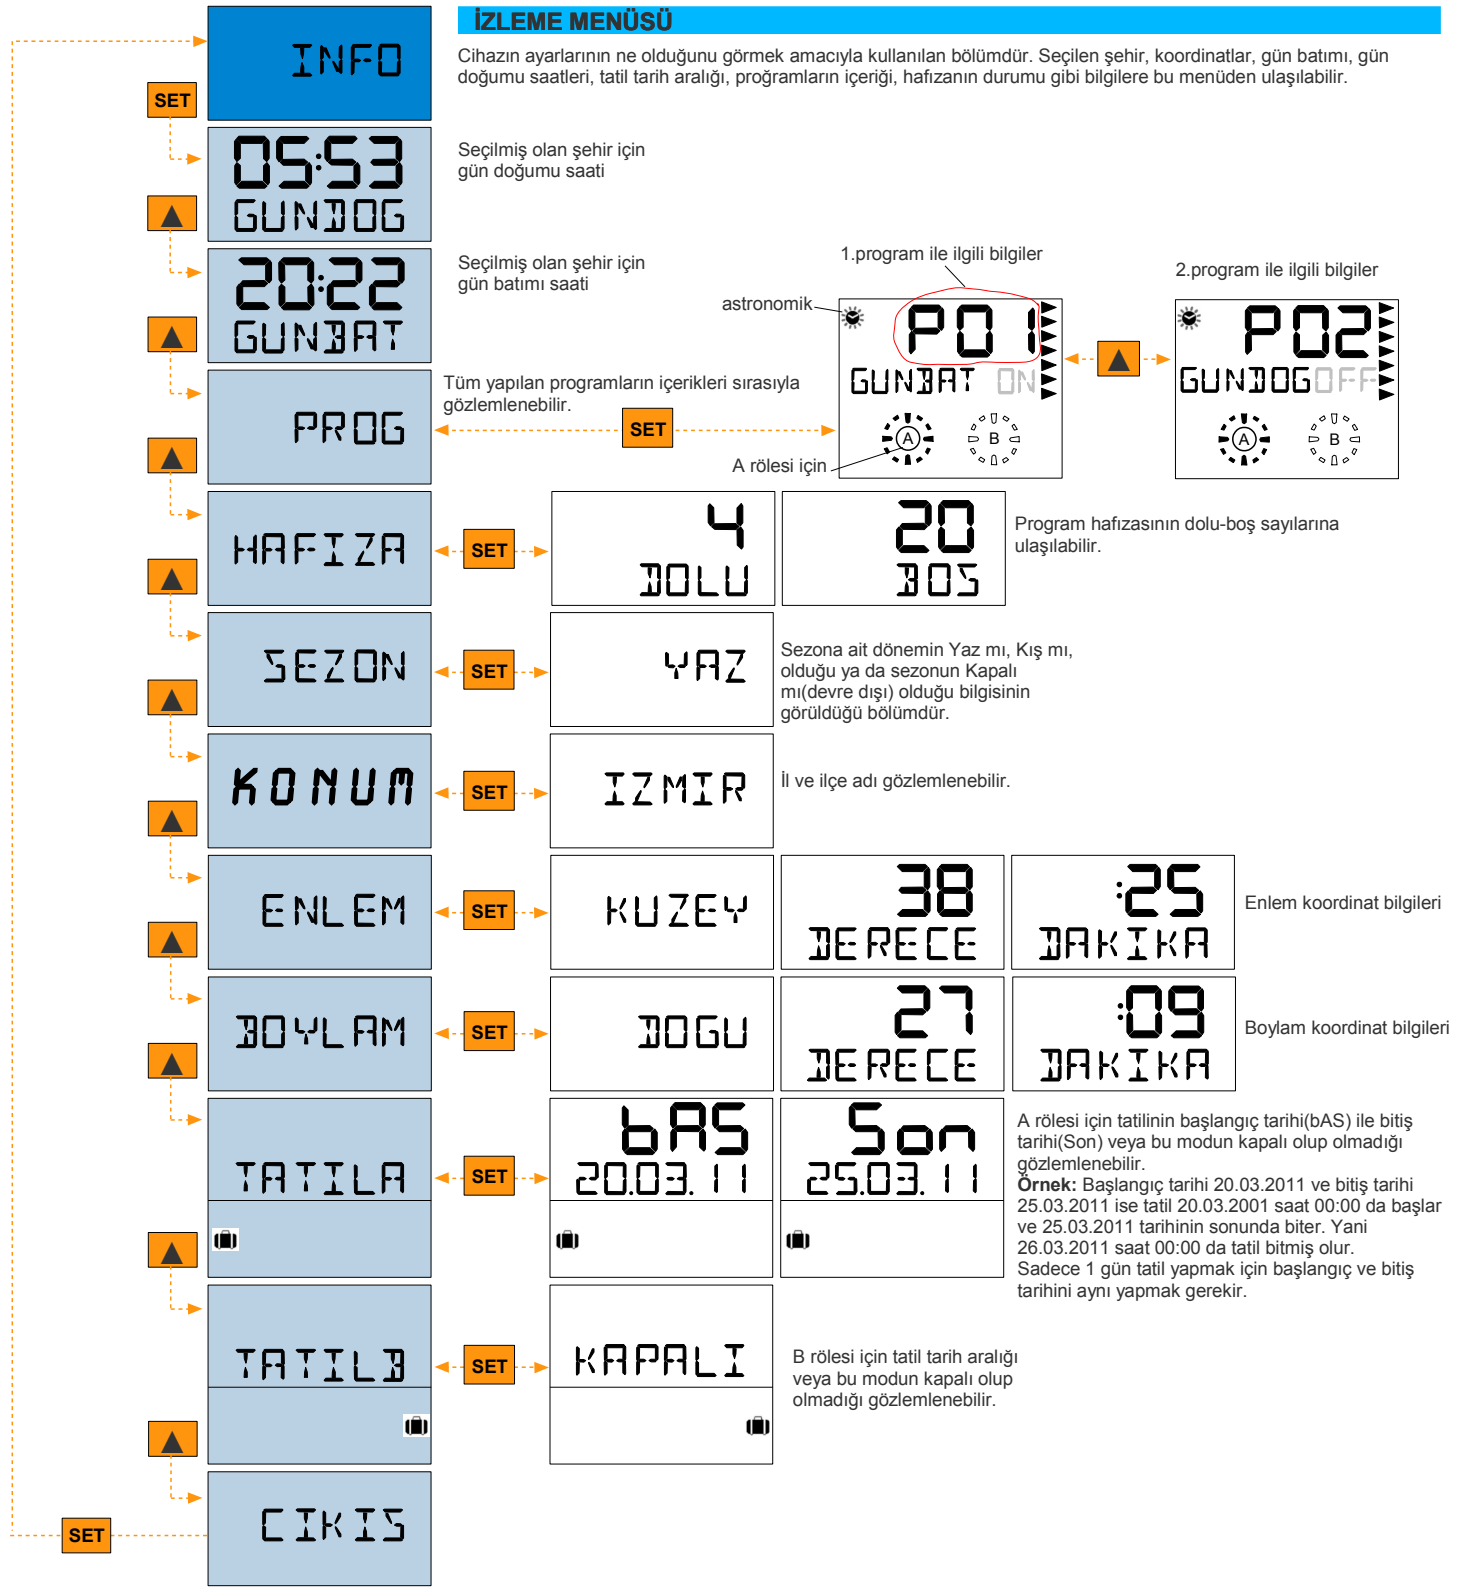 İZLEME MENÜSÜ
Cihazın ayarlarının ne olduğunu görmek amacıyla kullanılan bölümdür. Seçilen şehir, koordinatlar, gün batımı, gün
doğumu saatleri, tatil tarih aralığı, proğramların içeriği, hafızanın durumu gibi bilgilere bu menüden ulaşılabilir.
INFO
SET
05:53
GUNDOG
Seçilmiş olan şehir için
gün doğumu saati
20:22
GUNBAT
Seçilmiş olan şehir için
gün batımı saati
PROG
Tüm yapılan programların içerikleri sırasıyla
gözlemlenebilir.
SET
1.program ile ilgili bilgiler
astronomik
P01
GUNBAT ON
A B
A rölesi için
2.program ile ilgili bilgiler
P02
GUNDOG OFF
A B
HAFIZA
SET
4
DOLU
20
BOS
Program hafızasının dolu-boş sayılarına
ulaşılabilir.
SEZON
SET
YAZ
Sezona ait dönemin Yaz mı, Kış mı,
olduğu ya da sezonun Kapalı
mı(devre dışı) olduğu bilgisinin
görüldüğü bölümdür.
KONUM
SET
IZMIR
İl ve ilçe adı gözlemlenebilir.
ENLEM
SET
KUZEY
38
DERECE
:25
DAKIKA
Enlem koordinat bilgileri
BOYLAM
SET
DOGU
27
DERECE
:09
DAKIKA
Boylam koordinat bilgileri
TATILA
SET
bAS
20.03.11
Son
25.03.11
A rölesi için tatilinin başlangıç tarihi(bAS) ile bitiş
tarihi(Son) veya bu modun kapalı olup olmadığı
gözlemlenebilir.
Örnek: Başlangıç tarihi 20.03.2011 ve bitiş tarihi
25.03.2011 ise tatil 20.03.2001 saat 00:00 da başlar
ve 25.03.2011 tarihinin sonunda biter. Yani
26.03.2011 saat 00:00 da tatil bitmiş olur.
Sadece 1 gün tatil yapmak için başlangıç ve bitiş
tarihini aynı yapmak gerekir.
TATILB
SET
KAPALI
B rölesi için tatil tarih aralığı
veya bu modun kapalı olup
olmadığı gözlemlenebilir.
CIKIS
SET